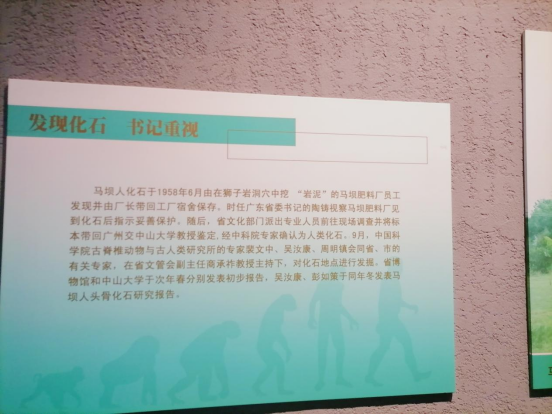 发现化石 书记重视
马坝人化石于1958年6月由在狮子岩洞穴中挖 “岩泥”的马坝肥料厂员工
发现并由厂长带回工厂宿舍保存。时任广东省委书记的陶铸视察马坝肥料厂见
到化石后指示妥善保护。随后，省文化部门派出专业人员前往现场调查并将标
本带回广州交中山大学教授鉴定,经中科院专家确认为人类化石。9月，中国科
学院古脊椎动物与古人类研究所的专家裴文中、吴汝康、周明镇会同省、市的
有关专家，在省文管会副主任商承祚教授主持下，对化石地点进行发掘。省博
物馆和中山大学于次年春分别发表初步报告，吴汝康、彭如策于同年冬发表马
坝人头骨化石研究报告。